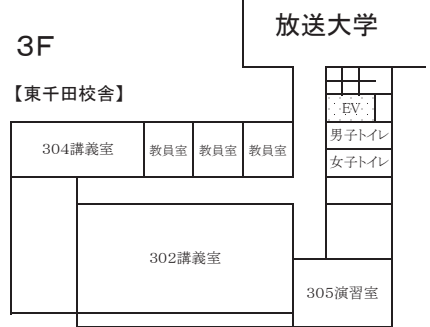 放送大学
3F
【東千田校舎】
EV
男子トイレ
304講義室 教員室 教員室 教員室
女子トイレ
302講義室
305演習室